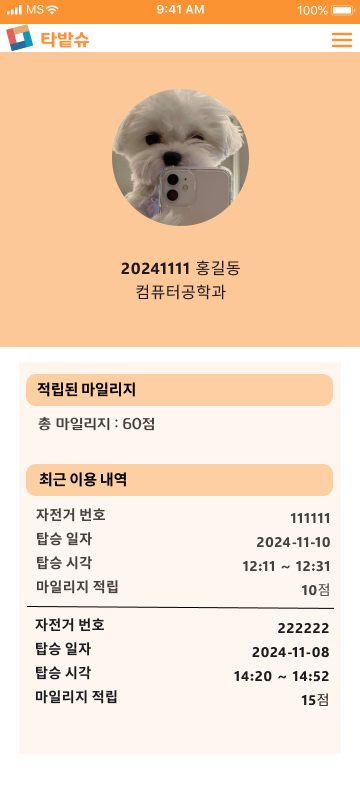 MS 9:41 AM 100%
타밭슈
20241111 홍길동
컴퓨터공학과
적립된 마일리지
총 마일리지 : 60점
최근 이용 내역
자전거 번호 111111
탑승 일자 2024-11-10
탑승 시각 12:11 ~ 12:31
마일리지 적립 10점
자전거 번호 222222
탑승 일자 2024-11-08
탑승 시각 14:20 ~ 14:52
마일리지 적립 15점